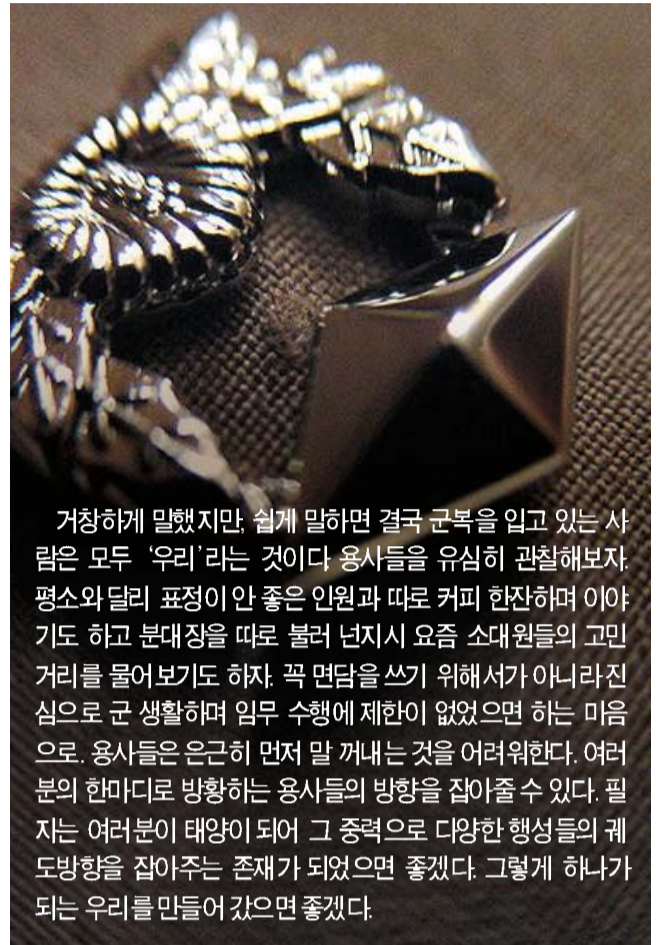 거창하게 말했지만, 쉽게 말하면 결국 군복을 입고 있는 사
람은 모두 ‘우리’라는 것이다. 용사들을 유심히 관찰해보자.
평소와 달리 표정이 안 좋은 인원과 따로 커피 한잔하며 이야
기도 하고 분대장을 따로 불러 넌지시 요즘 소대원들의 고민
거리를 물어보기도 하자. 꼭 면담을 쓰기 위해서가 아니라 진
심으로 군 생활하며 임무 수행에 제한이 없었으면 하는 마음
으로. 용사들은 은근히 먼저 말 꺼내는 것을 어려워한다. 여러
분의 한마디로 방황하는 용사들의 방향을 잡아줄 수 있다. 필
자는 여러분이 태양이 되어 그 중력으로 다양한 행성들의 궤
도방향을 잡아주는 존재가 되었으면 좋겠다. 그렇게 하나가
되는 우리를 만들어 갔으면 좋겠다.